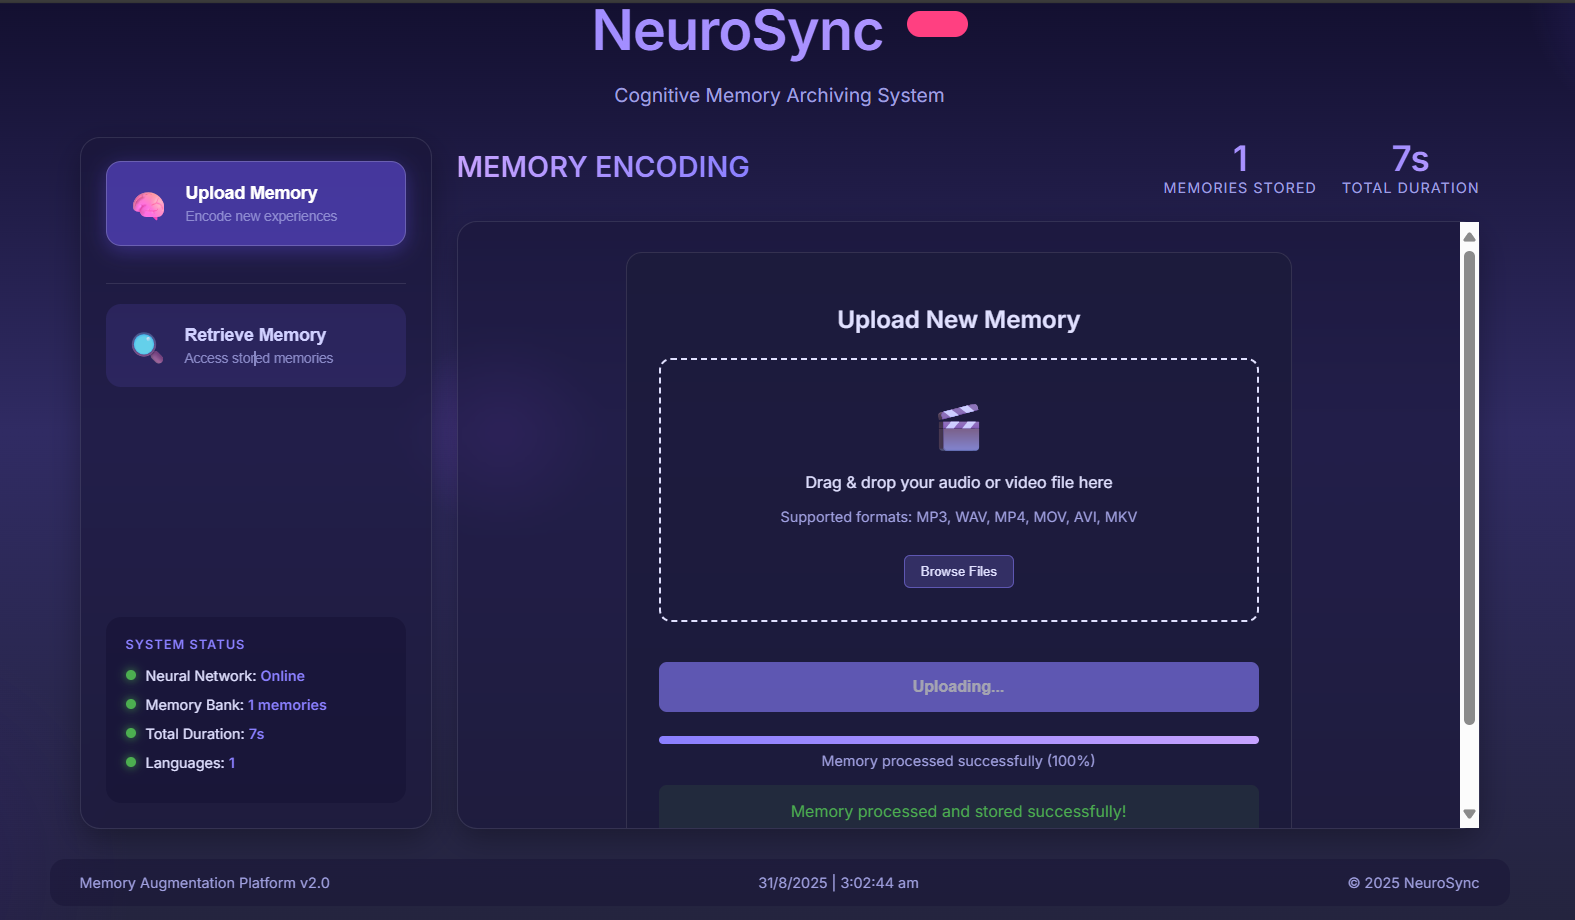 NeuroSync
Cognitive Memory Archiving System
Upload Memory
Encode new experiences
Retrieve Memory
Access stored memories
SYSTEM STATUS
Neural Network: Online
Memory Bank: 1 memories
Total Duration: 7s
Languages: 1
MEMORY ENCODING
1
MEMORIES STORED
7s
TOTAL DURATION
Upload New Memory
Drag & drop your audio or video file here
Supported formats: MP3, WAV, MP4, MOV, AVI, MKV
Browse Files
Uploading...
Memory processed successfully (100%)
Memory processed and stored successfully!
Memory Augmentation Platform v2.0
31/8/2025 | 3:02:44 am
© 2025 NeuroSync